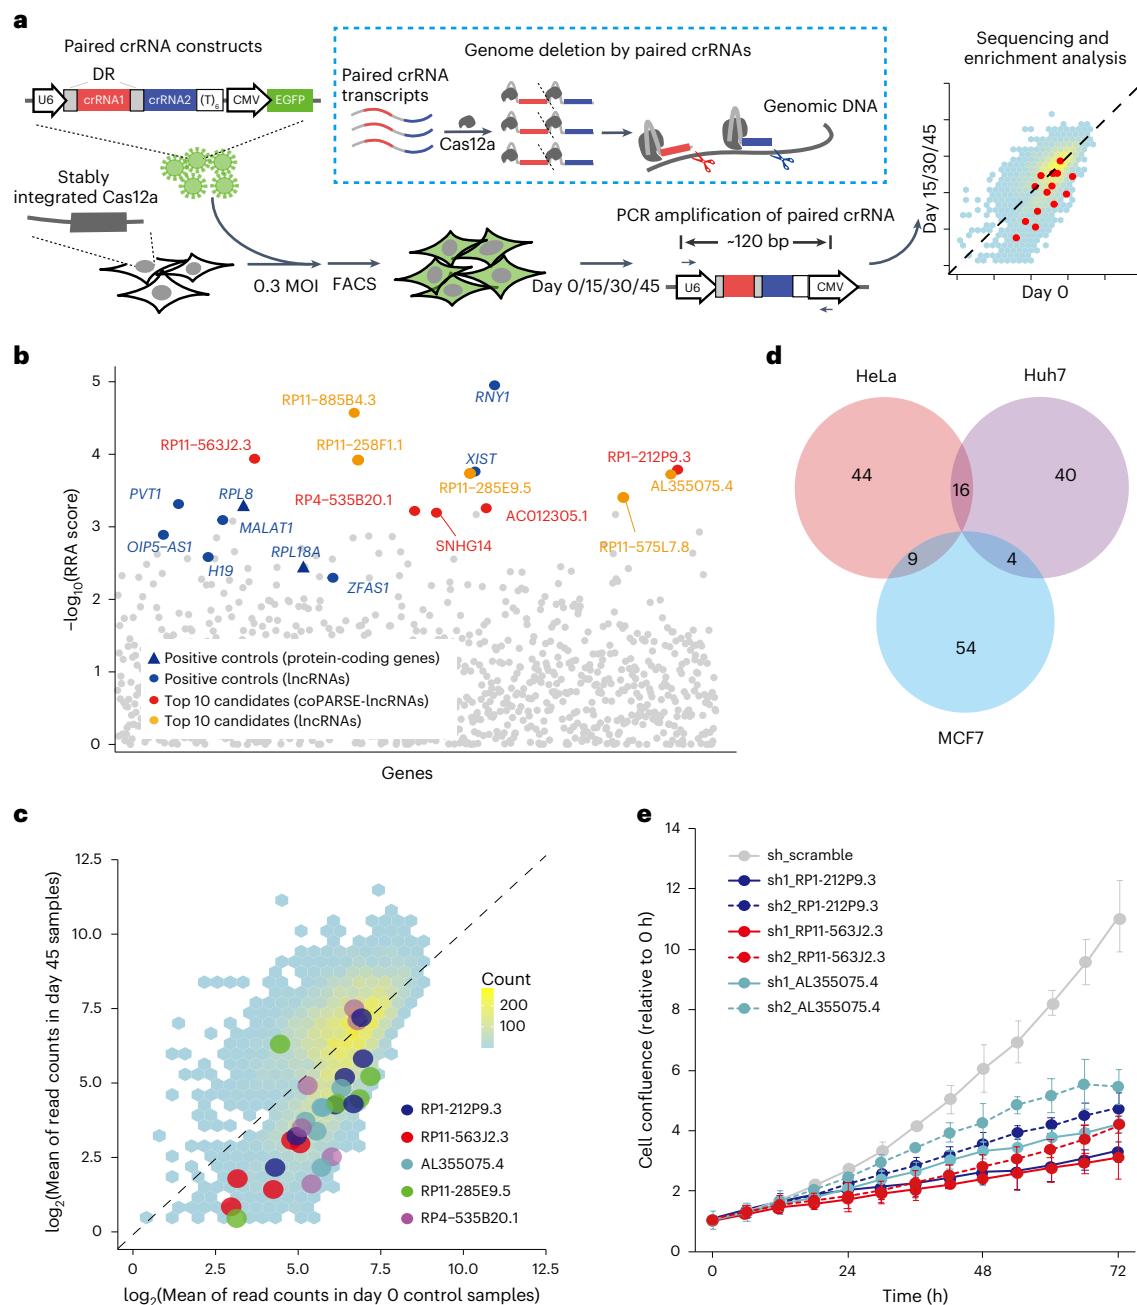 a
Paired crRNA constructs
DR
U6
crRNA1
crRNA2
(T)6
CMV
EGFP
Stably
integrated Cas12a
Genome deletion by paired crRNAs
Paired crRNA
transcripts
Cas12a
Genomic DNA
Sequencing and
enrichment analysis
Day 15/30/45
Day 0
0.3 MOI
FACS
Day 0/15/30/45
PCR amplification of paired crRNA
~120 bp
U6
CMV
b
−log10(RRA score)
5
4
3
2
1
0
RNY1
RP11−885B4.3
RP11−563J2.3
RP11−258F1.1
XIST
RP1-212P9.3
RP11−285E9.5
AL355075.4
PVT1
RPL8
RP4−535B20.1
AC012305.1
MALAT1
SNHG14
RP11−575L7.8
OIP5−AS1
H19
RPL18A
ZFAS1
Positive controls (protein-coding genes)
Positive controls (lncRNAs)
Top 10 candidates (coPARSE-lncRNAs)
Top 10 candidates (lncRNAs)
Genes
d
HeLa
Huh7
44
16
40
9
4
54
MCF7
c
log2(Mean of read counts in day 45 samples)
12.5
10.0
7.5
5.0
2.5
0
Count
200
100
RP1-212P9.3
RP11-563J2.3
AL355075.4
RP11-285E9.5
RP4−535B20.1
0
2.5
5.0
7.5
10.0
12.5
log2(Mean of read counts in day 0 control samples)
e
Cell confluence (relative to 0 h)
14
12
10
8
6
4
2
0
sh_scramble
sh1_RP1-212P9.3
sh2_RP1-212P9.3
sh1_RP11-563J2.3
sh2_RP11-563J2.3
sh1_AL355075.4
sh2_AL355075.4
0
24
48
72
Time (h)